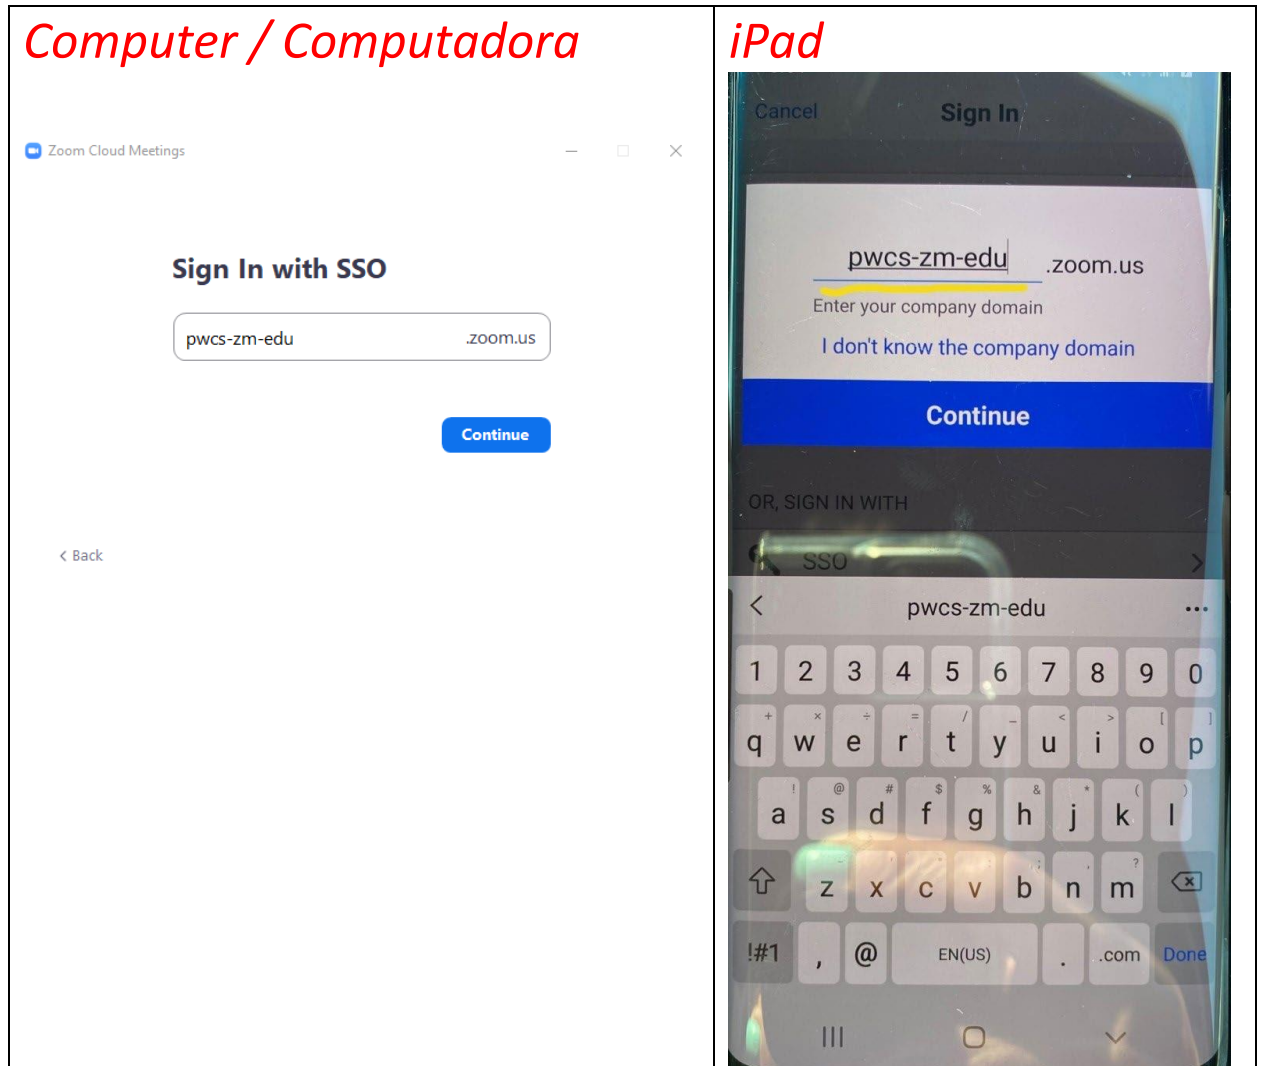 Computer / Computadora
Zoom Cloud Meetings
Sign In with SSO
pwcs-zm-edu .zoom.us
Continue
< Back
iPad
Cancel Sign In
pwcs-zm-edu .zoom.us
Enter your company domain
I don't know the company domain
Continue
OR, SIGN IN WITH
SSO
pwcs-zm-edu
1 2 3 4 5 6 7 8 9 0
+ × ÷ = / _ < > [ ]
q w e r t y u i o p
! @ # $ % & * ( )
a s d f g h j k l
- ' " : ; , ?
z x c v b n m
!#1 , @ EN(US) . .com Done